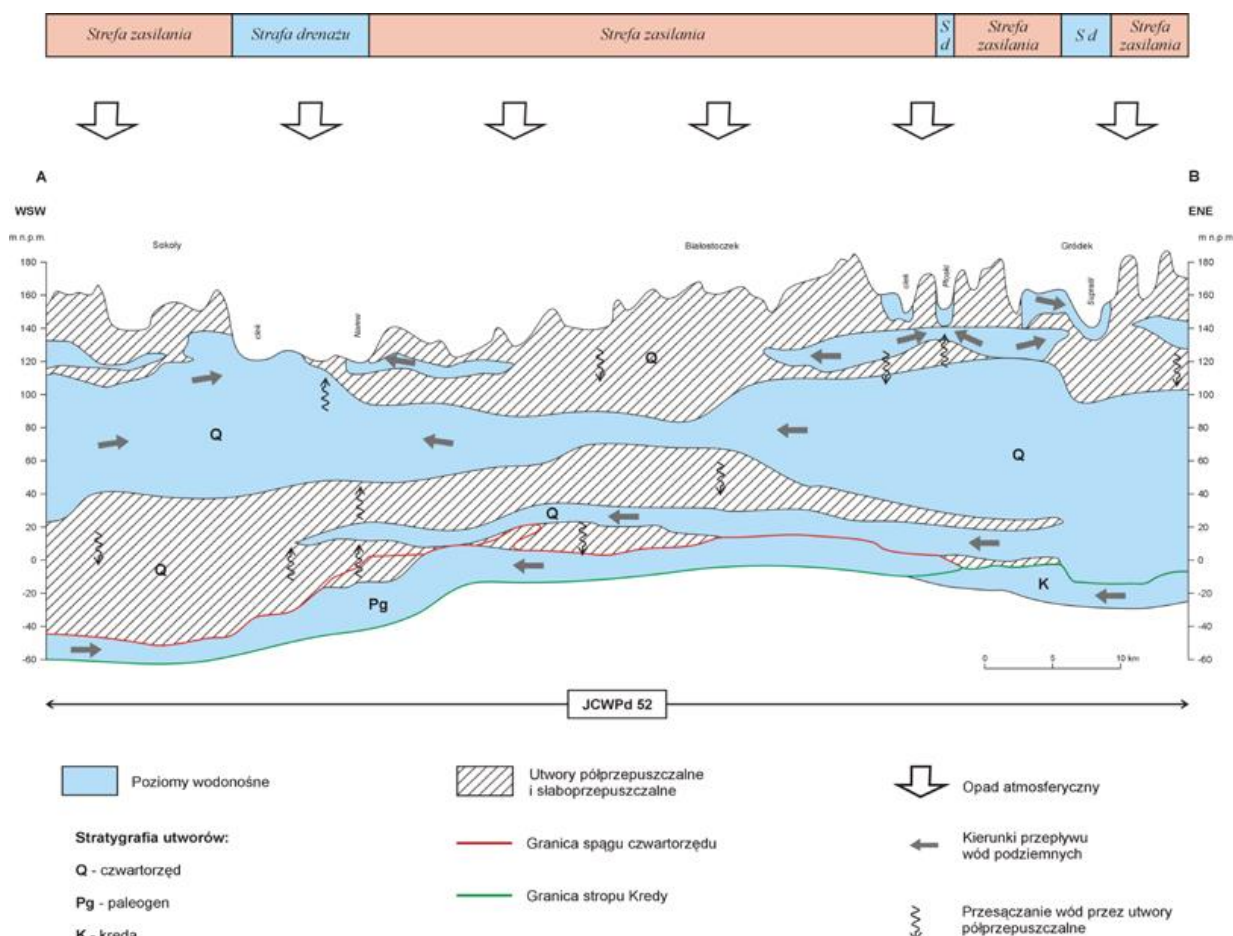 Strefa zasilania
Strafa drenażu
Strefa zasilania
S
d
Strefa
zasilania
S d
Strefa
zasilania
A
B
WSW
ENE
m n.p.m.
m n.p.m.
Sokoły
Białostoczek
Gródek
ciek
Narew
ciek
Płoski
Supraśl
180
160
140
120
100
80
60
40
20
0
-20
-40
-60
180
160
140
120
100
80
60
40
20
0
-20
-40
-60
Q
Q
Q
Q
Q
Pg
K
0
5
10 km
JCWPd 52
Poziomy wodonośne
Utwory półprzepuszczalne
i słaboprzepuszczalne
Opad atmosferyczny
Stratygrafia utworów:
Q - czwartorzęd
Pg - paleogen
K - kreda
Granica spągu czwartorzędu
Granica stropu Kredy
Kierunki przepływu
wód podziemnych
Przesączanie wód przez utwory
półprzepuszczalne